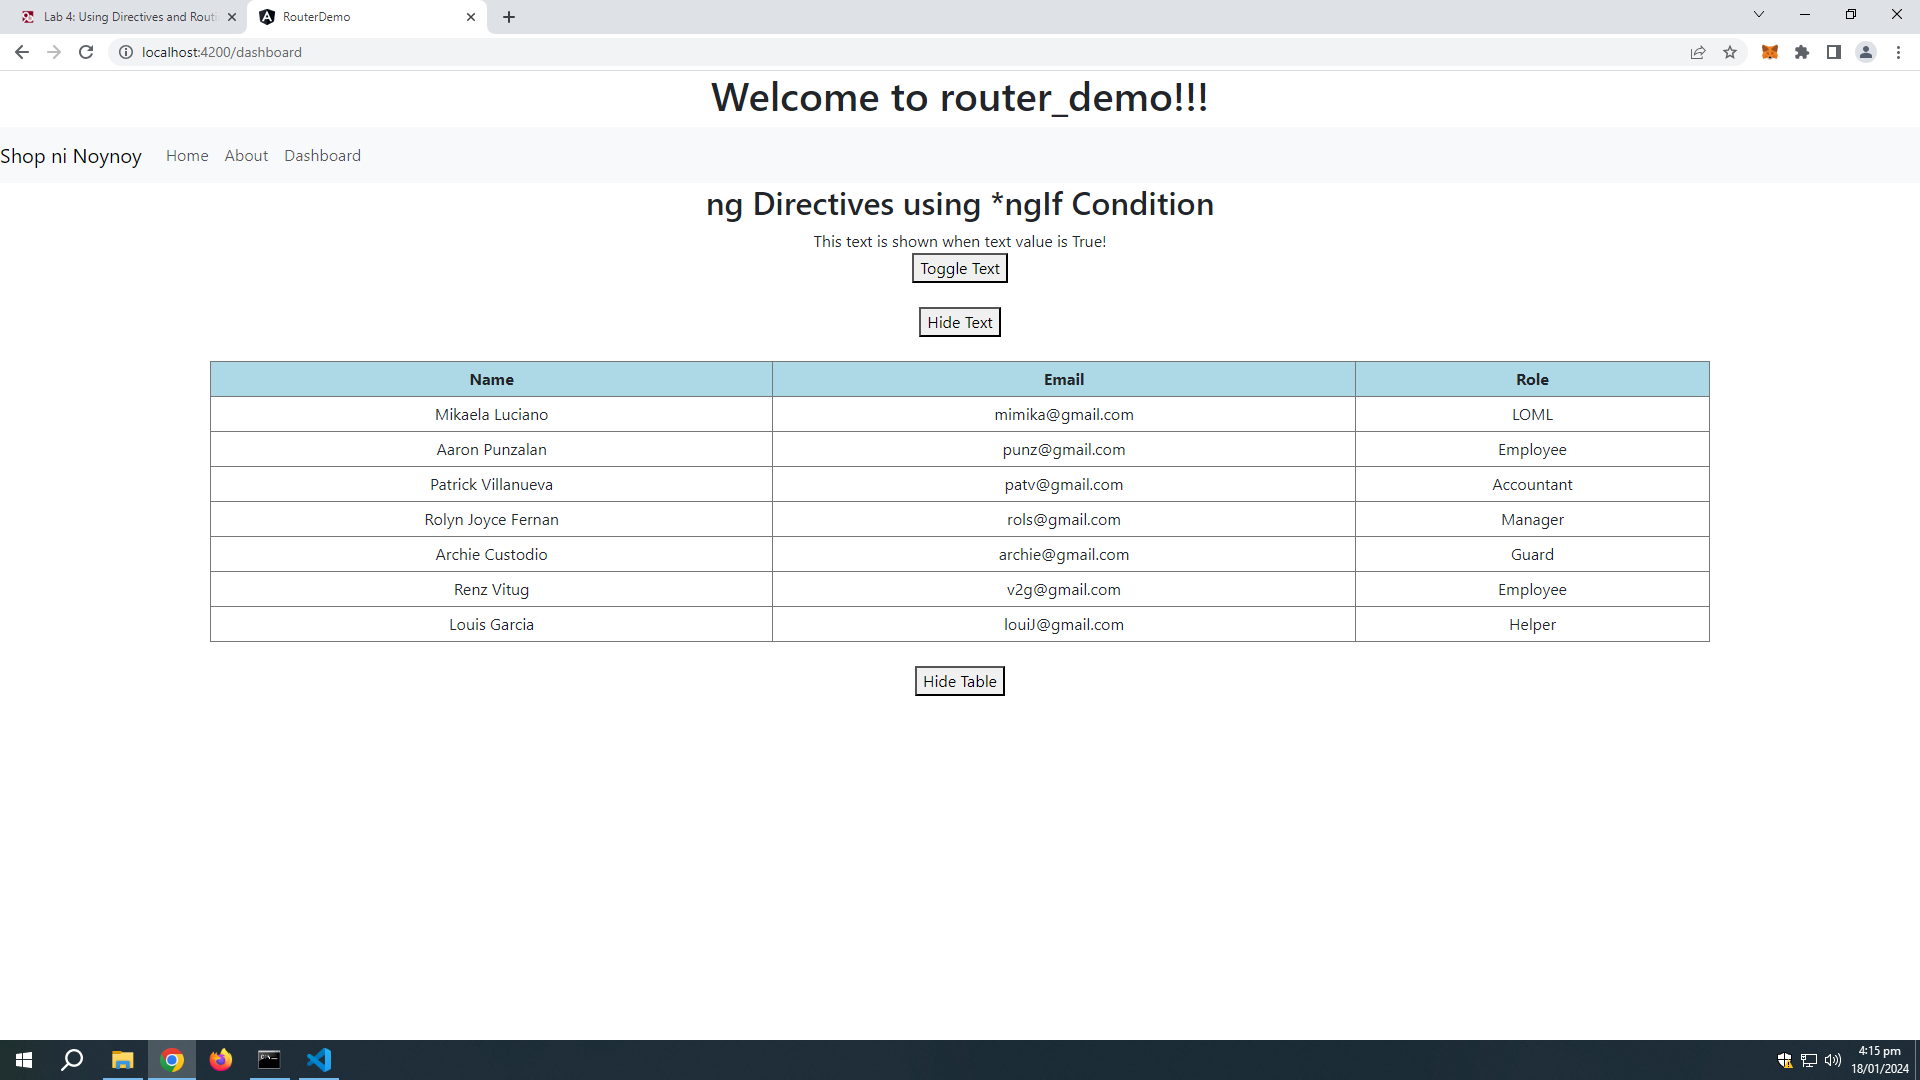 Lab 4: Using Directives and Routi
RouterDemo
localhost:4200/dashboard
Welcome to router_demo!!!
Shop ni Noynoy Home About Dashboard
ng Directives using *ngIf Condition
This text is shown when text value is True!
Toggle Text
Hide Text
Name Email Role
Mikaela Luciano mimika@gmail.com LOML
Aaron Punzalan punz@gmail.com Employee
Patrick Villanueva patv@gmail.com Accountant
Rolyn Joyce Fernan rols@gmail.com Manager
Archie Custodio archie@gmail.com Guard
Renz Vitug v2g@gmail.com Employee
Louis Garcia louiJ@gmail.com Helper
Hide Table
4:15 pm
18/01/2024